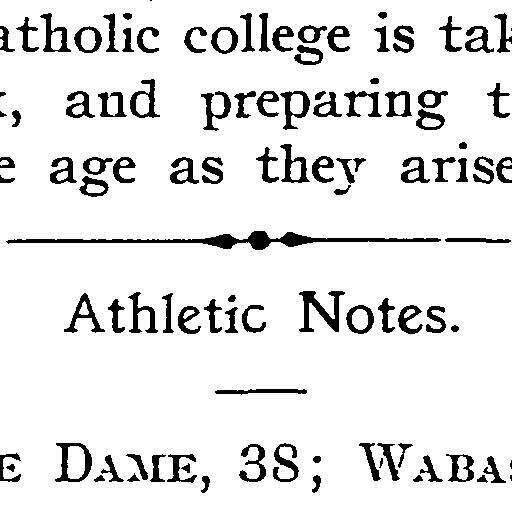 atholic college is tak
, and preparing t
e age as they arise
Athletic Notes.
E DAME, 38; WABAS